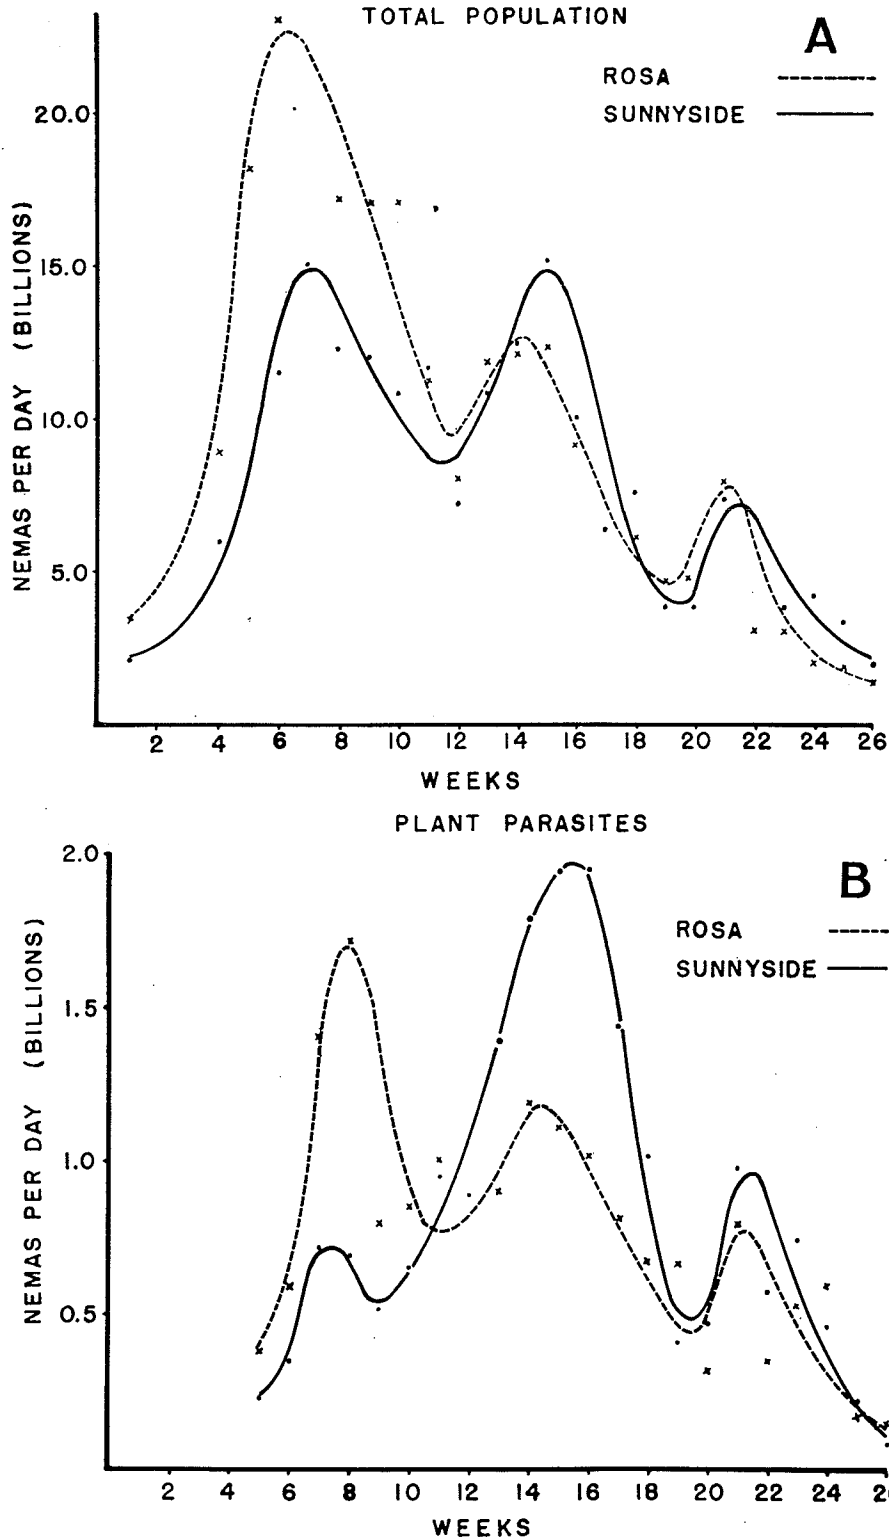 TOTAL POPULATION
A
ROSA
SUNNYSIDE
20.0
15.0
10.0
5.0
NEMAS PER DAY (BILLIONS)
2 4 6 8 10 12 14 16 18 20 22 24 26
WEEKS
PLANT PARASITES
B
ROSA
SUNNYSIDE
2.0
1.5
1.0
0.5
NEMAS PER DAY (BILLIONS)
2 4 6 8 10 12 14 16 18 20 22 24 2
WEEKS